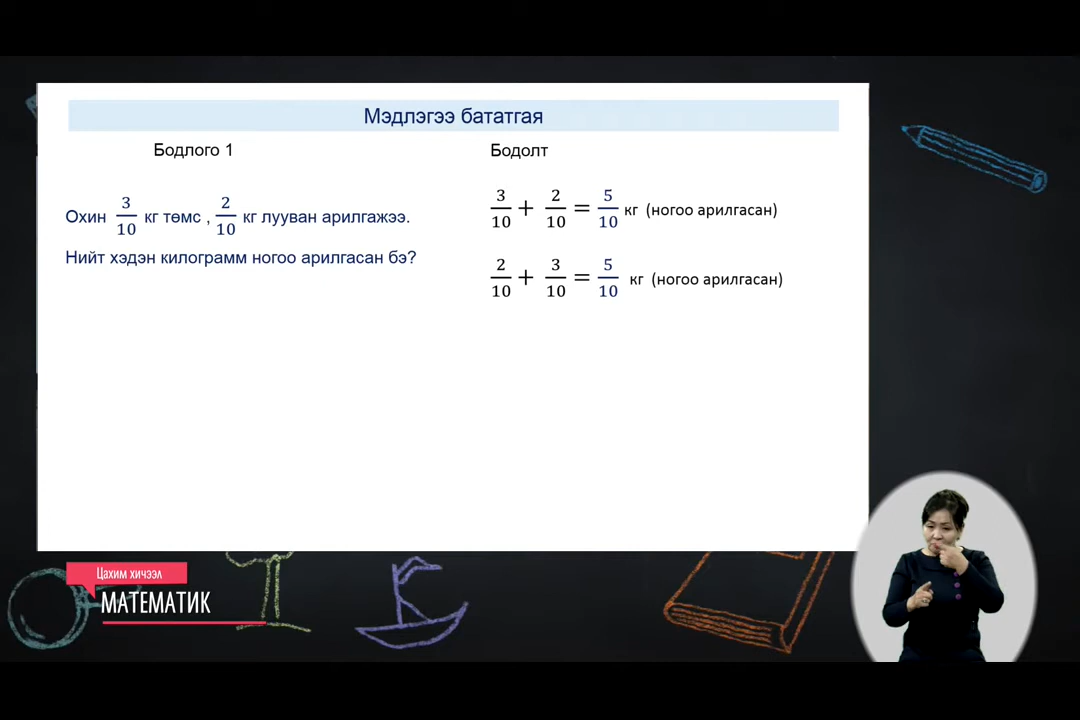 Мэдлэгээ бататгая
Бодлого 1
Охин 3/10 кг төмс , 2/10 кг лууван арилгажээ.
Нийт хэдэн килограмм ногоо арилгасан бэ?
Бодолт
3/10 + 2/10 = 5/10 кг (ногоо арилгасан)
2/10 + 3/10 = 5/10 кг (ногоо арилгасан)
Цахим хичээл
МАТЕМАТИК